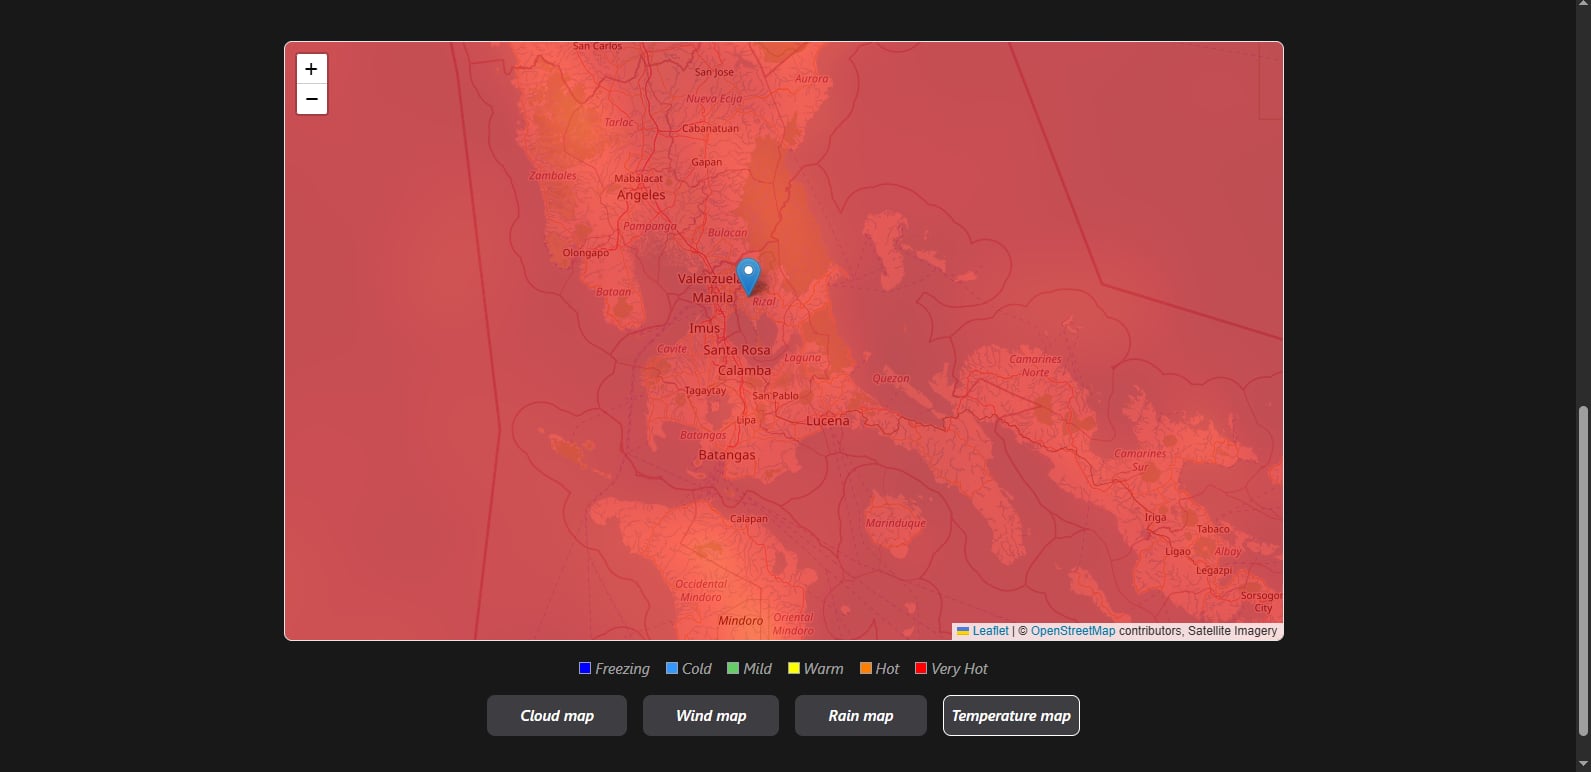 San Carlos
+
−
San Jose
Aurora
Nueva Ecija
Tarlac
Cabanatuan
Gapan
Zambales
Mabalacat
Angeles
Pampanga
Bulacan
Olongapo
Valenzuela
Bataan
Manila
Rizal
Imus
Cavite
Santa Rosa
Laguna
Camarines
Norte
Calamba
Quezon
Tagaytay
San Pablo
Lipa
Lucena
Batangas
Batangas
Camarines
Sur
Calapan
Marinduque
Iriga
Tabaco
Ligao
Albay
Legazpi
Occidental
Mindoro
Sorsogon
City
Mindoro
Oriental
Mindoro
Leaflet | © OpenStreetMap contributors, Satellite Imagery
Freezing Cold Mild Warm Hot Very Hot
Cloud map Wind map Rain map Temperature map